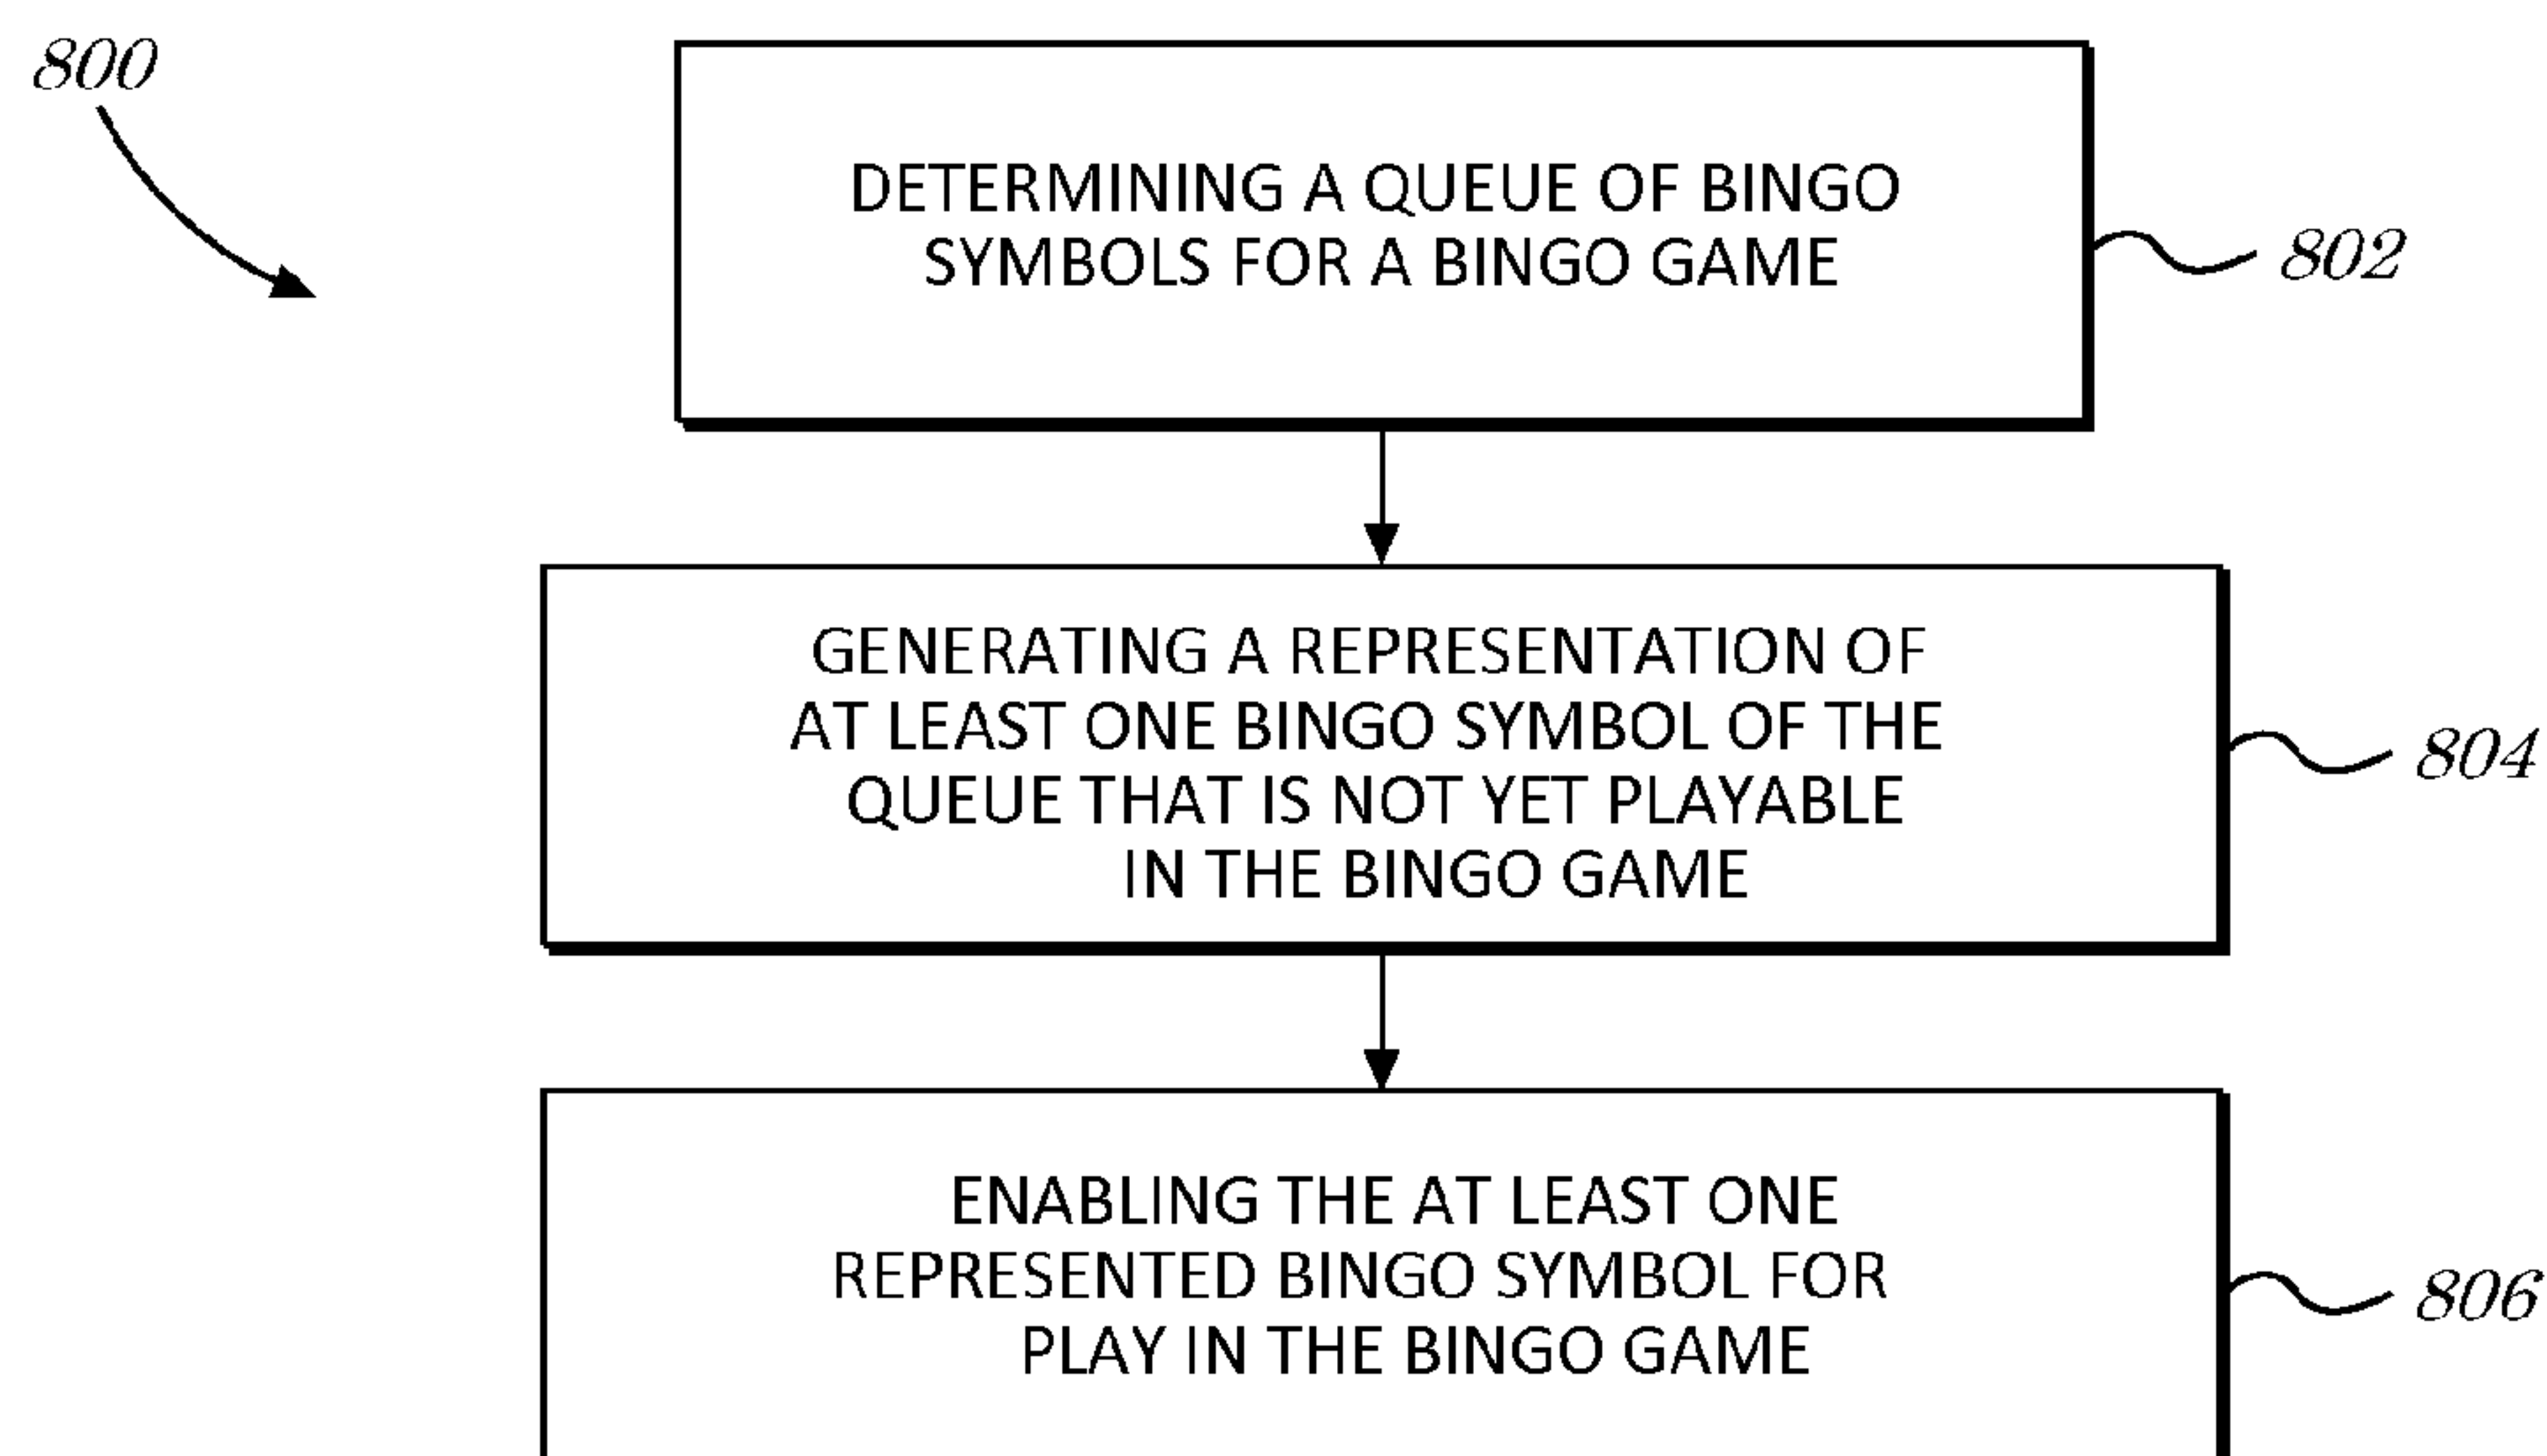 800
DETERMINING A QUEUE OF BINGO
SYMBOLS FOR A BINGO GAME
802
GENERATING A REPRESENTATION OF
AT LEAST ONE BINGO SYMBOL OF THE
QUEUE THAT IS NOT YET PLAYABLE
IN THE BINGO GAME
804
ENABLING THE AT LEAST ONE
REPRESENTED BINGO SYMBOL FOR
PLAY IN THE BINGO GAME
806